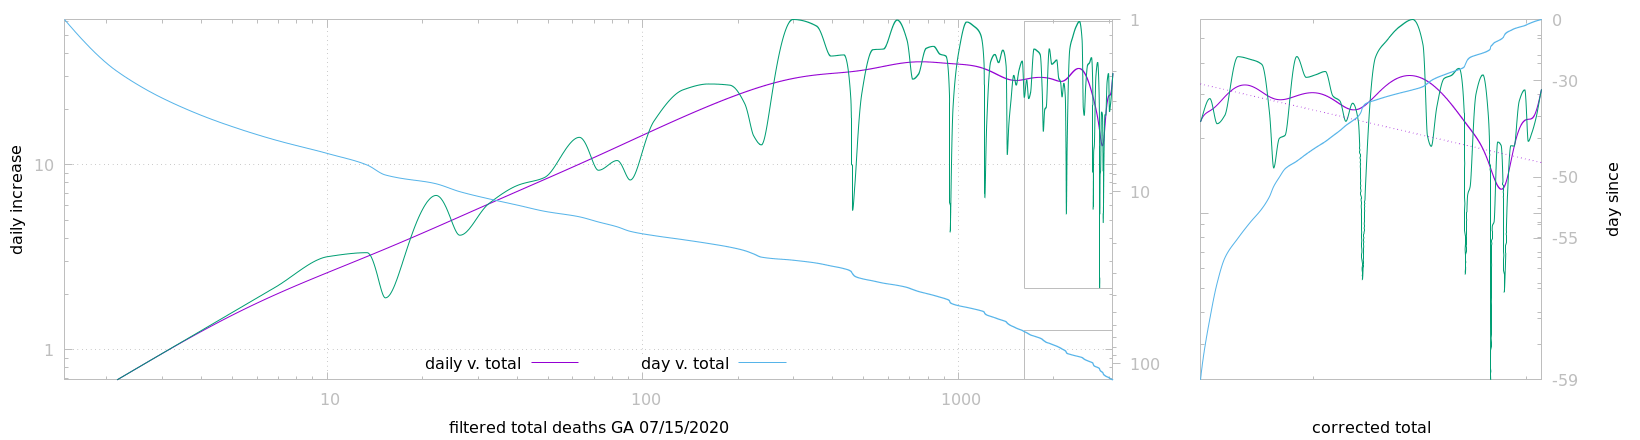 daily increase
10
1
daily v. total
day v. total
10
100
1000
1
10
100
filtered total deaths GA 07/15/2020
0
-30
-50
-55
-59
day since
corrected total